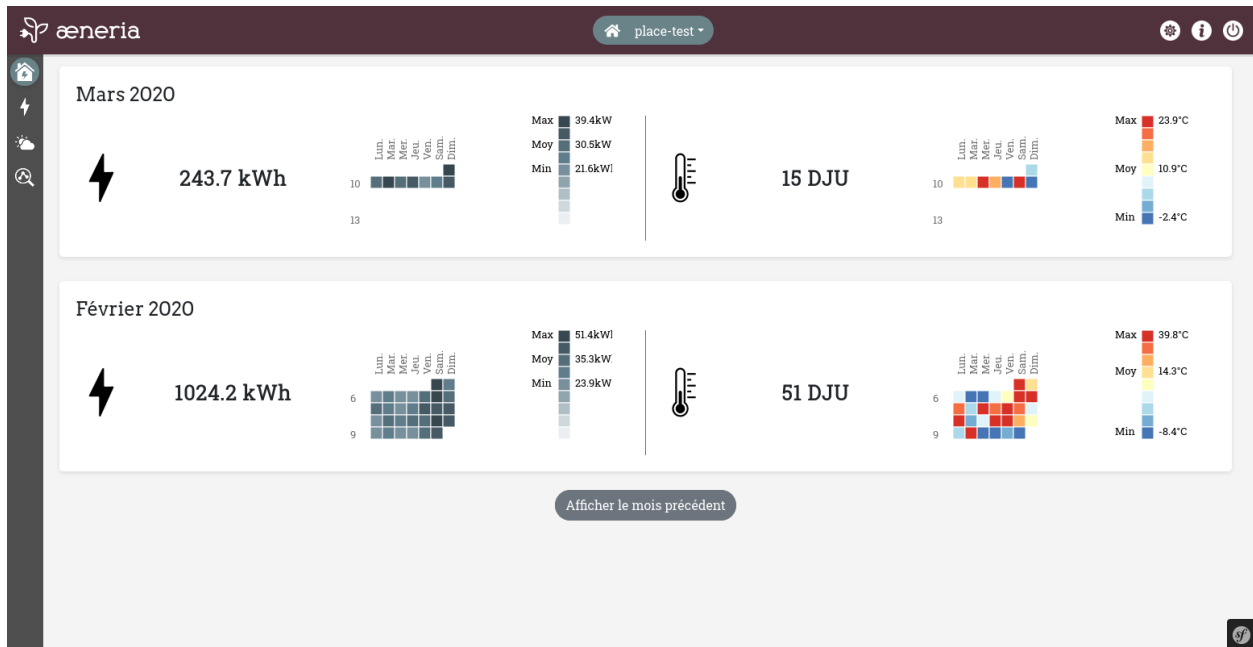 æneria
place-test
Mars 2020
243.7 kWh
Lun. Mar. Mer. Jeu. Ven. Sam. Dim.
10
13
Max 39.4kW
Moy 30.5kW
Min 21.6kW
15 DJU
Lun. Mar. Mer. Jeu. Ven. Sam. Dim.
10
13
Max 23.9°C
Moy 10.9°C
Min -2.4°C
Février 2020
1024.2 kWh
Lun. Mar. Mer. Jeu. Ven. Sam. Dim.
6
9
Max 51.4kW
Moy 35.3kW
Min 23.9kW
51 DJU
Lun. Mar. Mer. Jeu. Ven. Sam. Dim.
6
9
Max 39.8°C
Moy 14.3°C
Min -8.4°C
Afficher le mois précédent
sf